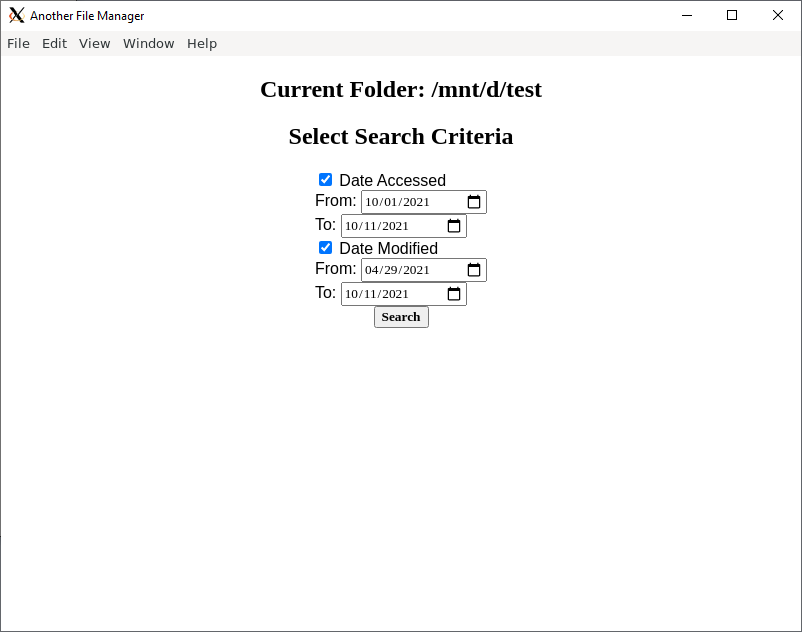 Another File Manager
File Edit View Window Help
Current Folder: /mnt/d/test
Select Search Criteria
Date Accessed
From: 10/01/2021
To: 10/11/2021
Date Modified
From: 04/29/2021
To: 10/11/2021
Search